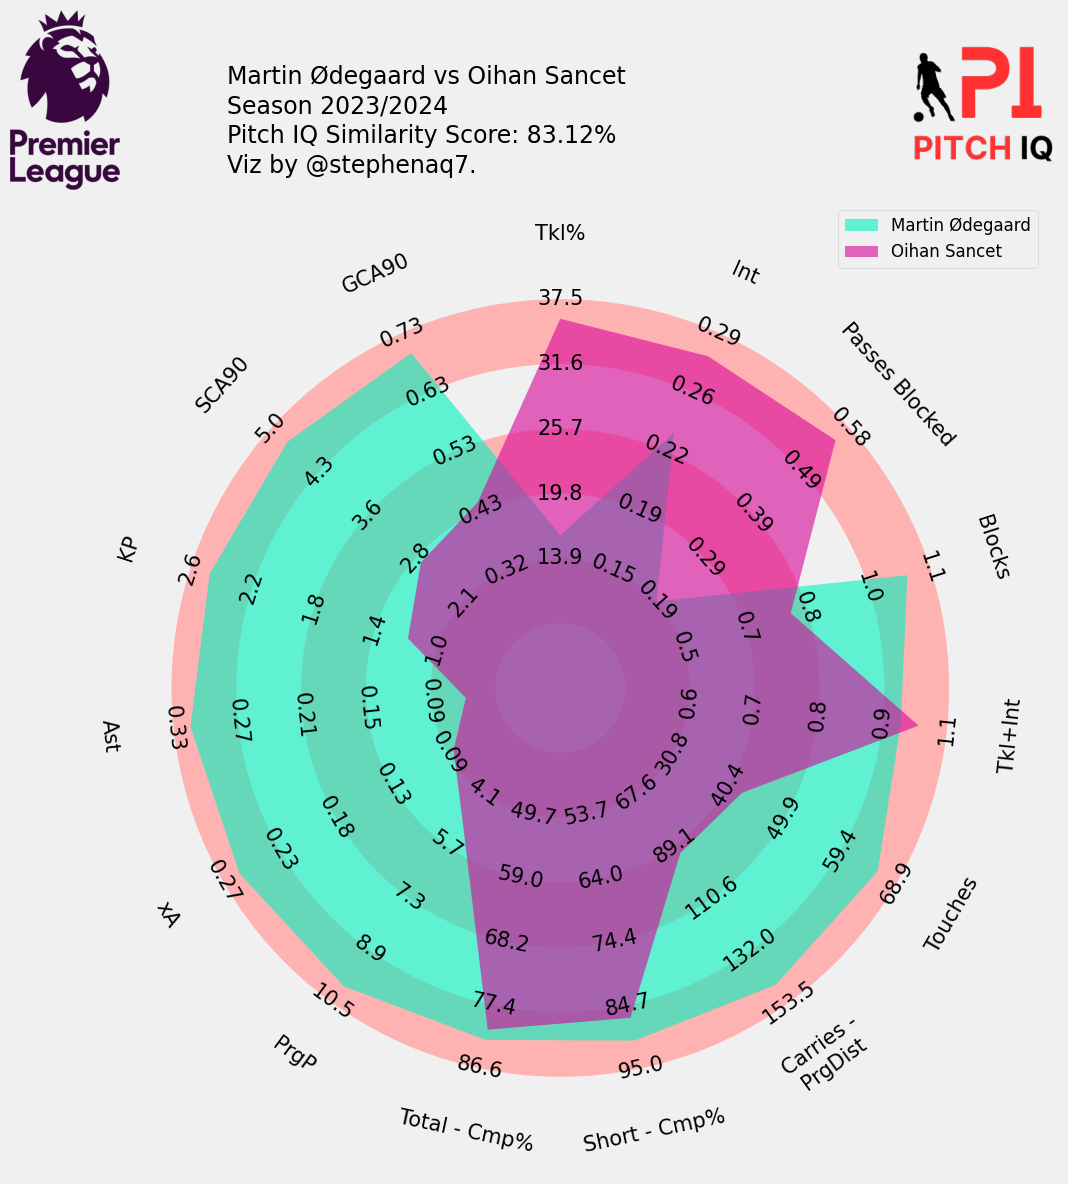 Premier
League
Martin Ødegaard vs Oihan Sancet
Season 2023/2024
Pitch IQ Similarity Score: 83.12%
Viz by @stephenaq7.
PI
PITCH IQ
Martin Ødegaard
Oihan Sancet
Tkl%
37.5
31.6
25.7
19.8
13.9
Int
0.29
0.26
0.22
0.19
0.15
Passes Blocked
0.58
0.49
0.39
0.29
0.19
Blocks
1.1
1.0
0.8
0.7
0.5
Tkl+Int
1.1
0.9
0.8
0.7
0.6
Touches
68.9
59.4
49.9
40.4
30.8
Carries -
PrgDist
153.5
132.0
110.6
89.1
67.6
Short - Cmp%
95.0
84.7
74.4
64.0
53.7
Total - Cmp%
86.6
77.4
68.2
59.0
49.7
PrgP
10.5
8.9
7.3
5.7
4.1
xA
0.27
0.23
0.18
0.13
0.09
Ast
0.33
0.27
0.21
0.15
0.09
KP
2.6
2.2
1.8
1.4
1.0
SCA90
5.0
4.3
3.6
2.8
2.1
GCA90
0.73
0.63
0.53
0.43
0.32